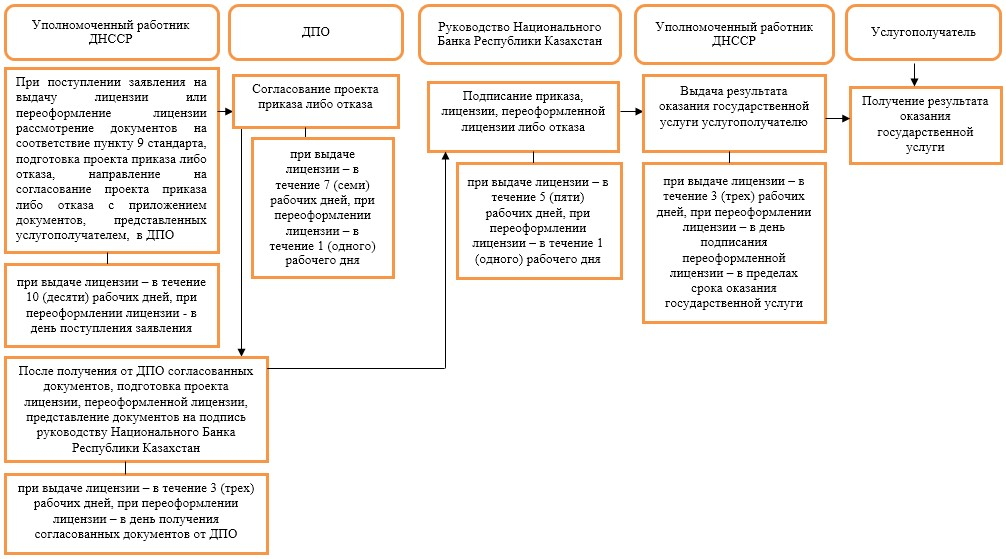 Уполномоченный работник
ДНССР
ДПО
Руководство Национального
Банка Республики Казахстан
Уполномоченный работник
ДНССР
Услугополучатель
При поступлении заявления на
выдачу лицензии или
переоформление лицензии
рассмотрение документов на
соответствие пункту 9 стандарта,
подготовка проекта приказа либо
отказа, направление на
согласование проекта приказа
либо отказа с приложением
документов, представленных
услугополучателем, в ДПО
Согласование проекта
приказа либо отказа
Подписание приказа,
лицензии, переоформленной
лицензии либо отказа
Выдача результата
оказания государственной
услуги услугополучателю
Получение результата
оказания
государственной
услуги
при выдаче
лицензии – в
течение 7 (семи)
рабочих дней, при
переоформлении
лицензии – в
течение 1 (одного)
рабочего дня
при выдаче лицензии – в
течение 5 (пяти)
рабочих дней, при
переоформлении
лицензии – в течение 1
(одного) рабочего дня
при выдаче лицензии – в
течение 3 (трех) рабочих
дней, при переоформлении
лицензии – в день
подписания
переоформленной
лицензии – в пределах
срока оказания
государственной услуги
при выдаче лицензии – в течение
10 (десяти) рабочих дней, при
переоформлении лицензии - в
день поступления заявления
После получения от ДПО согласованных
документов, подготовка проекта
лицензии, переоформленной лицензии,
представление документов на подпись
руководству Национального Банка
Республики Казахстан
при выдаче лицензии – в течение 3 (трех)
рабочих дней, при переоформлении
лицензии – в день получения
согласованных документов от ДПО